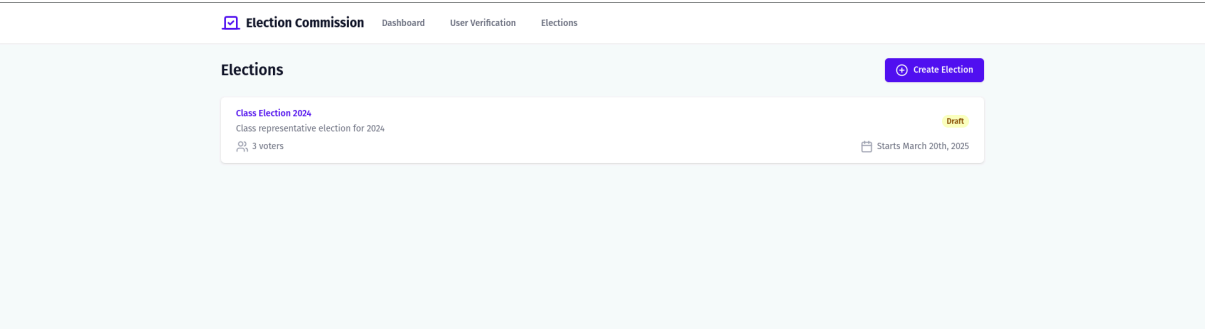 Election Commission Dashboard User Verification Elections
Elections
Create Election
Class Election 2024
Class representative election for 2024
Draft
3 voters
Starts March 20th, 2025